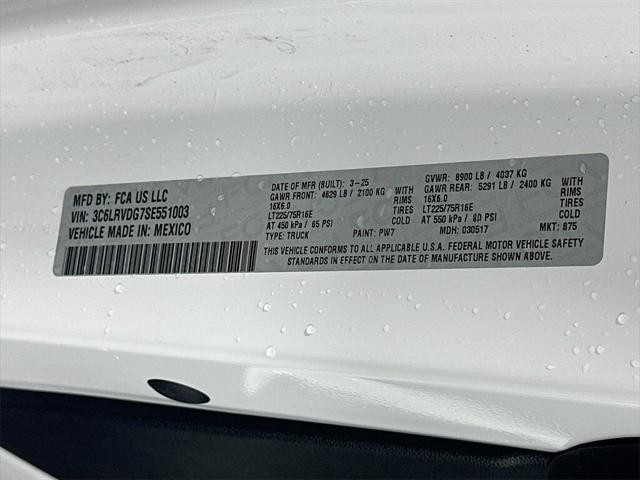 MFD BY: FCA US LLC
VIN: 3C6LRVDG7SE551003
VEHICLE MADE IN: MEXICO
DATE OF MFR (BUILT): 3-25
GVWR: 8900 LB / 4037 KG
GAWR FRONT: 4629 LB / 2100 KG WITH
GAWR REAR: 5291 LB / 2400 KG WITH
16X6.0 RIMS
16X6.0 RIMS
LT225/75R16E TIRES
LT225/75R16E TIRES
AT 450 kPa / 65 PSI COLD
AT 550 kPa / 80 PSI COLD
TYPE: TRUCK PAINT: PW7 MDH: 030517 MKT: 875
THIS VEHICLE CONFORMS TO ALL APPLICABLE U.S.A. FEDERAL MOTOR VEHICLE SAFETY
STANDARDS IN EFFECT ON THE DATE OF MANUFACTURE SHOWN ABOVE.